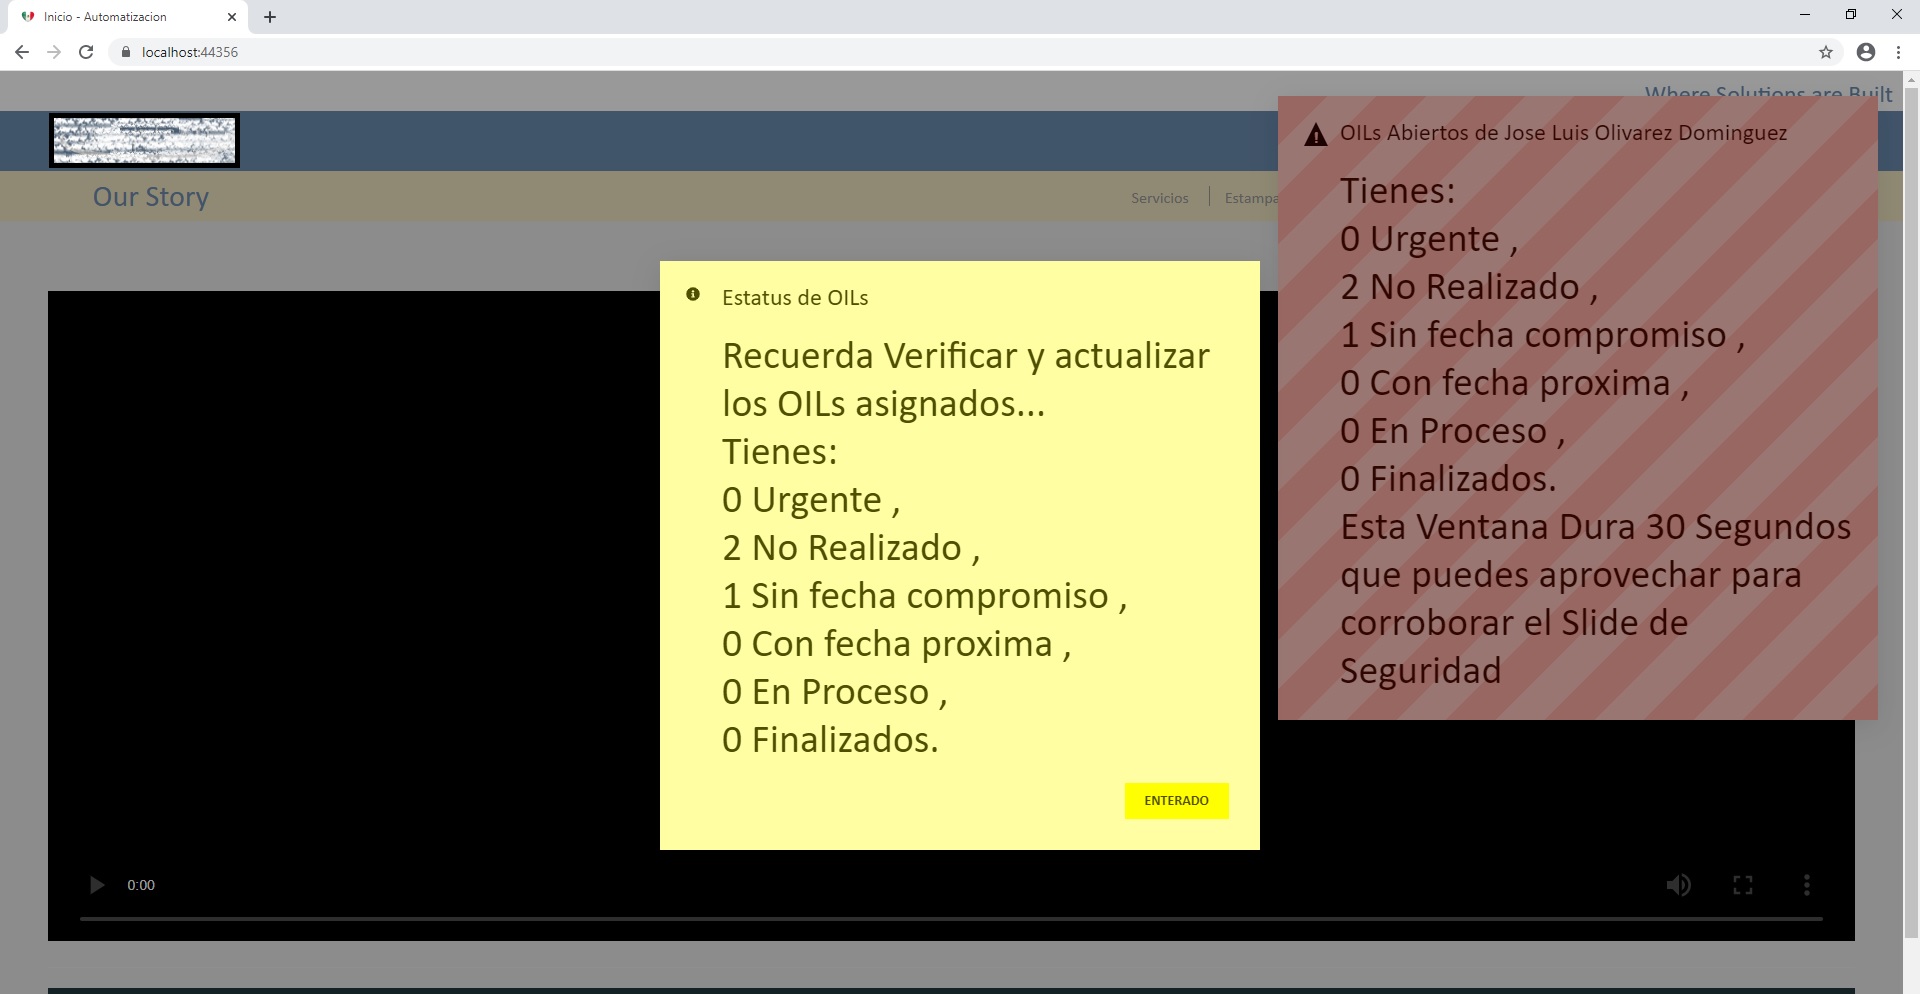 Inicio - Automatizacion
localhost:44356
Where Solutions are Built
Our Story
Servicios
Estampa
OILs Abiertos de Jose Luis Olivarez Dominguez
Tienes:
0 Urgente ,
2 No Realizado ,
1 Sin fecha compromiso ,
0 Con fecha proxima ,
0 En Proceso ,
0 Finalizados.
Esta Ventana Dura 30 Segundos
que puedes aprovechar para
corroborar el Slide de
Seguridad
Estatus de OILs
Recuerda Verificar y actualizar
los OILs asignados...
Tienes:
0 Urgente ,
2 No Realizado ,
1 Sin fecha compromiso ,
0 Con fecha proxima ,
0 En Proceso ,
0 Finalizados.
ENTERADO
0:00